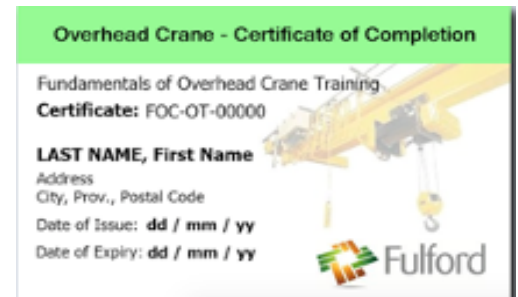 Overhead Crane - Certificate of Completion
Fundamentals of Overhead Crane Training
Certificate: FOC-OT-00000
LAST NAME, First Name
Address
City, Prov., Postal Code
Date of Issue: dd / mm / yy
Date of Expiry: dd / mm / yy
Fulford